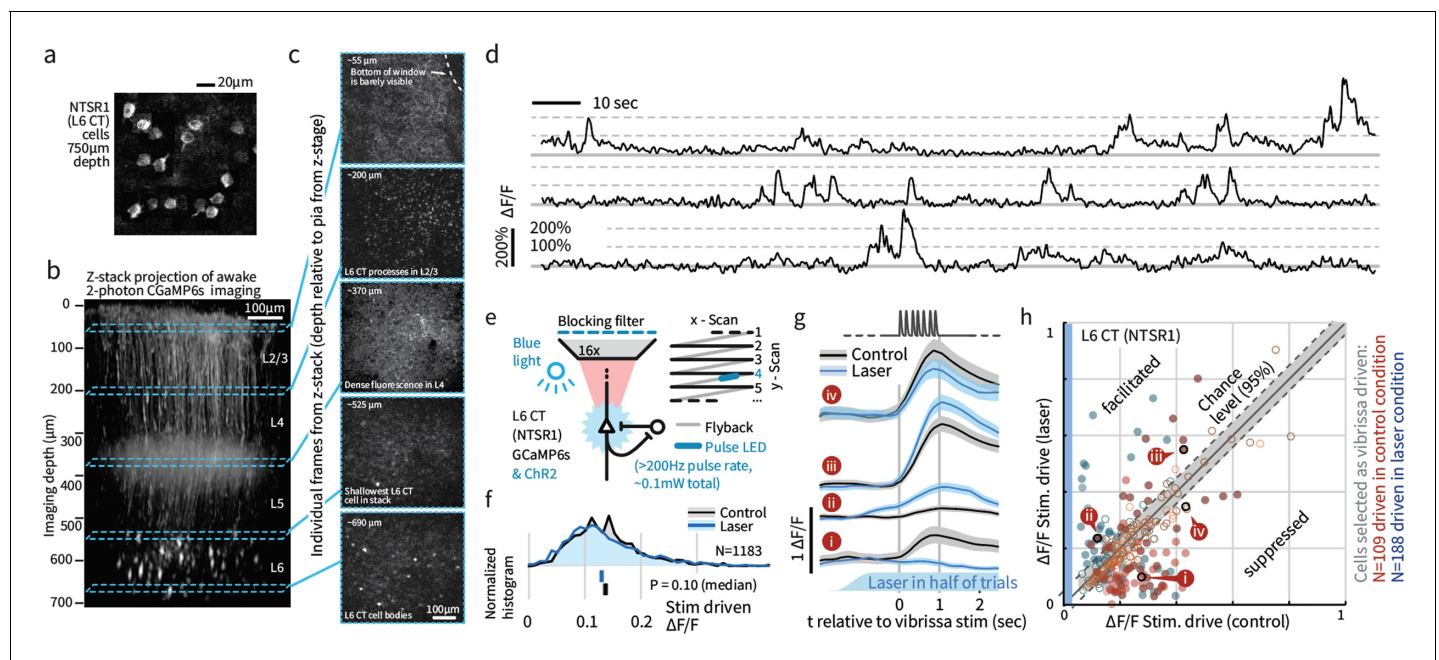 a
20µm
NTSR1
(L6 CT)
cells
750µm
depth
b
Z-stack projection of awake
2-photon CGaMP6s imaging
100µm
Imaging depth (µm)
0
100
200
300
400
500
600
700
L2/3
L4
L5
L6
c
Individual frames from z-stack (depth relative to pia from z-stage)
~55 µm
Bottom of window
is barely visible
~200 µm
L6 CT processes in L2/3
~370 µm
Dense fluorescence in L4
~525 µm
Shallowest L6 CT
cell in stack
~690 µm
L6 CT cell bodies
100µm
d
10 sec
ΔF/F
200%
200%
100%
e
Blocking filter
16x
Blue
light
L6 CT
(NTSR1)
GCaMP6s
& ChR2
x - Scan
y - Scan
1
2
3
4
5
...
Flyback
Pulse LED
(>200Hz pulse rate,
~0.1mW total)
f
Control
Laser
N=1183
P = 0.10 (median)
Normalized
histogram
Stim driven
ΔF/F
0
0.1
0.2
g
Control
Laser
iv
iii
ii
i
1 ΔF/F
Laser in half of trials
0
1
2
t relative to vibrissa stim (sec)
h
L6 CT (NTSR1)
1
0
1
ΔF/F Stim. drive (laser)
ΔF/F Stim. drive (control)
facilitated
Chance
level (95%)
suppressed
iii
ii
iv
i
Cells selected as vibrissa driven:
N=109 driven in control condition
N=188 driven in laser condition